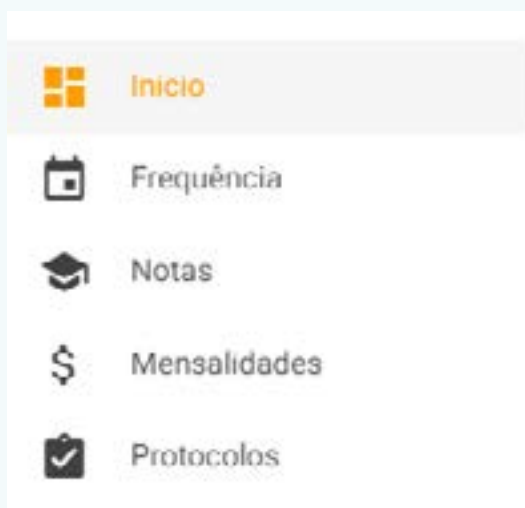 Inicio
Frequência
Notas
Mensalidades
Protocolos